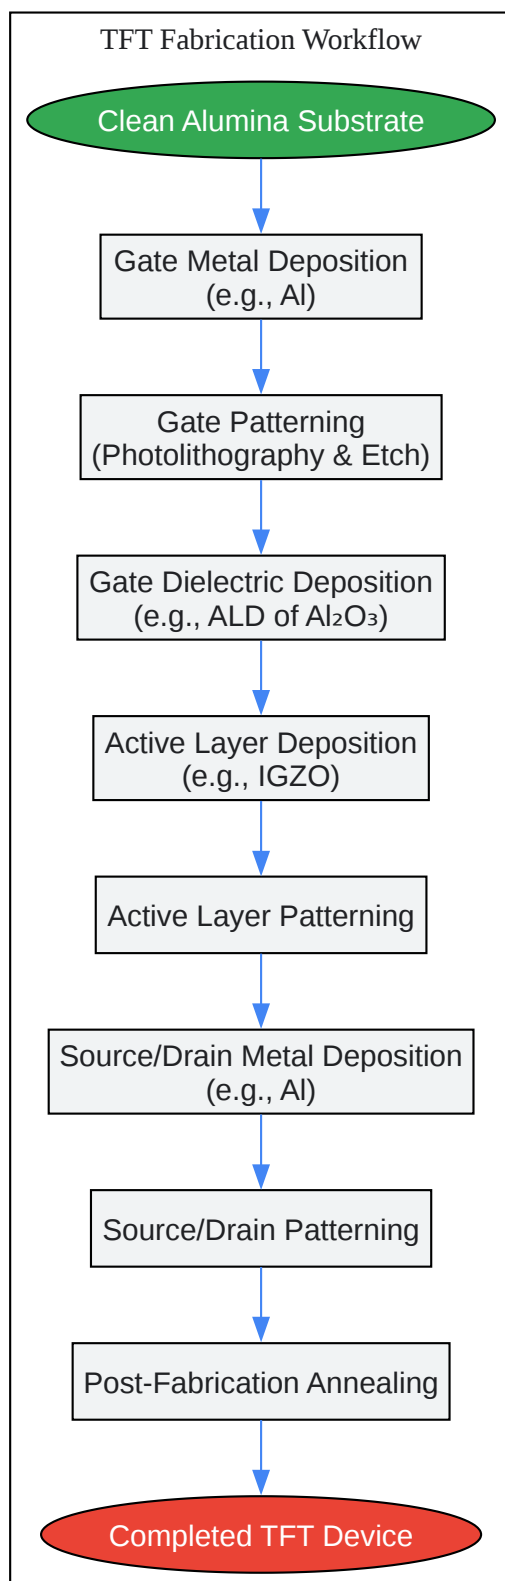 TFT Fabrication Workflow
Clean Alumina Substrate
Gate Metal Deposition
(e.g., Al)
Gate Patterning
(Photolithography & Etch)
Gate Dielectric Deposition
(e.g., ALD of Al₂O₃)
Active Layer Deposition
(e.g., IGZO)
Active Layer Patterning
Source/Drain Metal Deposition
(e.g., Al)
Source/Drain Patterning
Post-Fabrication Annealing
Completed TFT Device